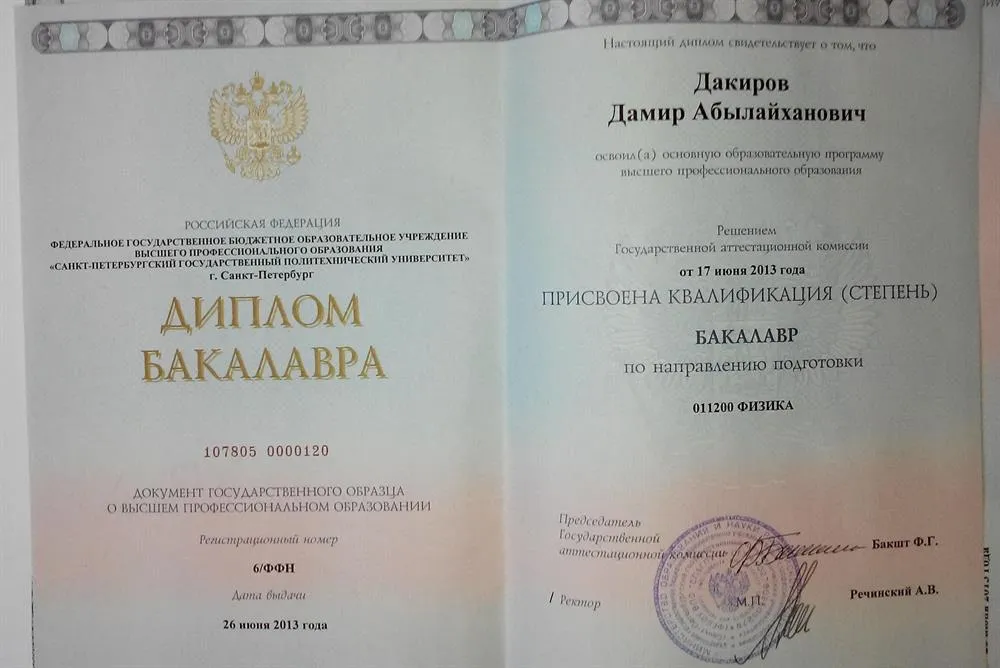 РОССИЙСКАЯ ФЕДЕРАЦИЯ
ФЕДЕРАЛЬНОЕ ГОСУДАРСТВЕННОЕ БЮДЖЕТНОЕ ОБРАЗОВАТЕЛЬНОЕ УЧРЕЖДЕНИЕ
ВЫСШЕГО ПРОФЕССИОНАЛЬНОГО ОБРАЗОВАНИЯ
«САНКТ-ПЕТЕРБУРГСКИЙ ГОСУДАРСТВЕННЫЙ ПОЛИТЕХНИЧЕСКИЙ УНИВЕРСИТЕТ»
г. Санкт-Петербург
ДИПЛОМ
БАКАЛАВРА
107805 0000120
ДОКУМЕНТ ГОСУДАРСТВЕННОГО ОБРАЗЦА
О ВЫСШЕМ ПРОФЕССИОНАЛЬНОМ ОБРАЗОВАНИИ
Регистрационный номер
6/ФФН
Дата выдачи
26 июня 2013 года
Настоящий диплом свидетельствует о том, что
Дакиров
Дамир Абылайханович
освоил(а) основную образовательную программу
высшего профессионального образования
Решением
Государственной аттестационной комиссии
от 17 июня 2013 года
ПРИСВОЕНА КВАЛИФИКАЦИЯ (СТЕПЕНЬ)
БАКАЛАВР
по направлению подготовки
011200 ФИЗИКА
Председатель
Государственной
аттестационной комиссии
Бакшт Ф.Г.
/ Ректор
М.П.
Речинский А.В.